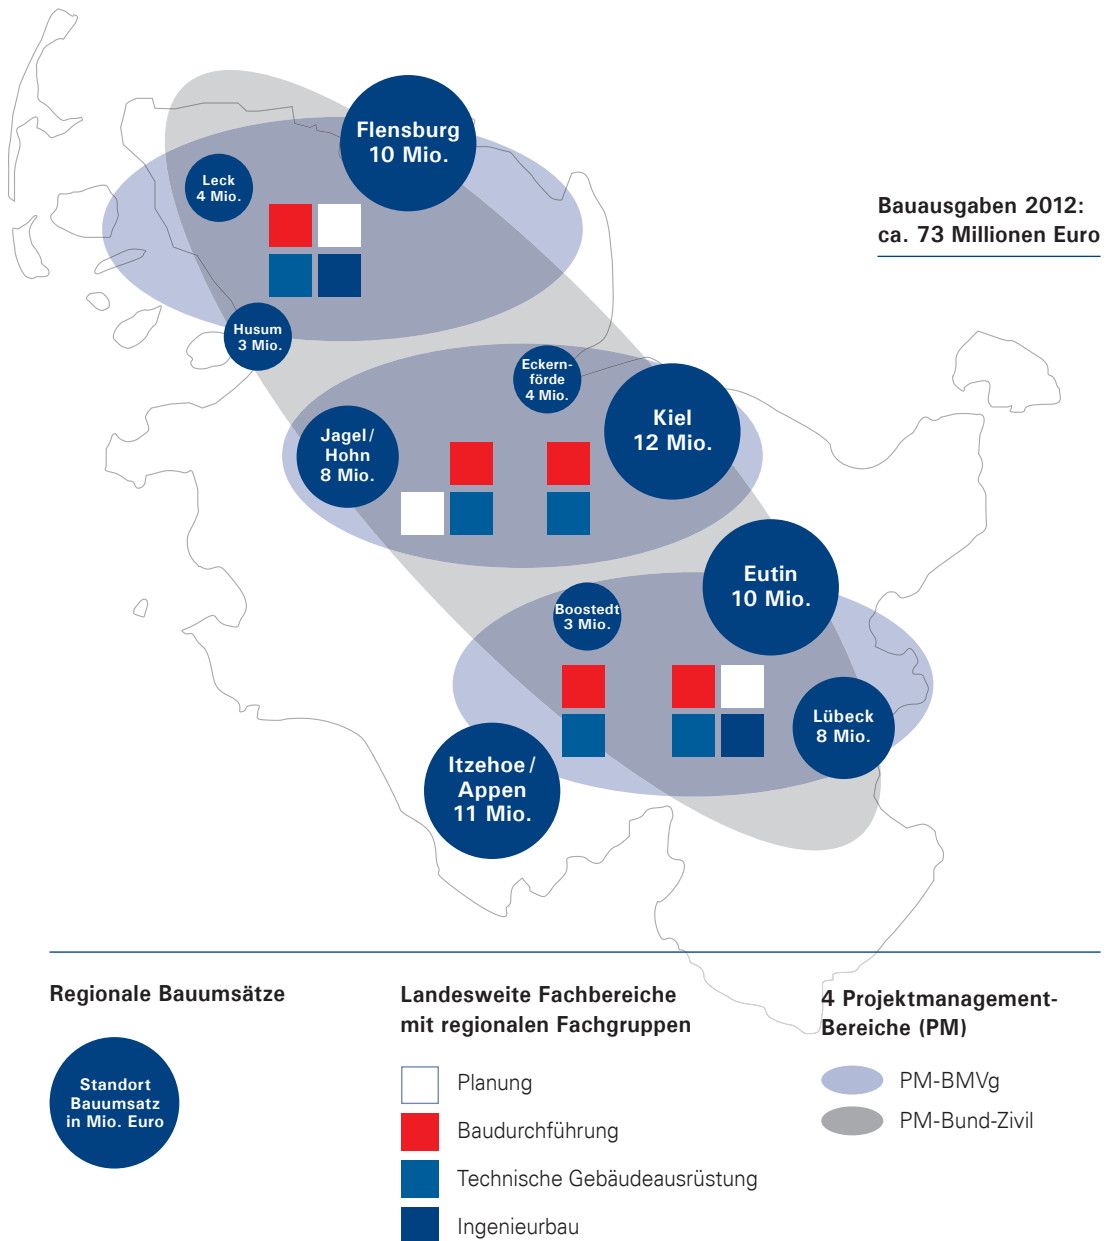 Flensburg
10 Mio.
Leck
4 Mio.
Bauausgaben 2012:
ca. 73 Millionen Euro
Husum
3 Mio.
Eckern-
förde
4 Mio.
Kiel
12 Mio.
Jagel/
Hohn
8 Mio.
Eutin
10 Mio.
Boostedt
3 Mio.
Lübeck
8 Mio.
Itzehoe/
Appen
11 Mio.
Regionale Bauumsätze
Standort
Bauumsatz
in Mio. Euro
Landesweite Fachbereiche
mit regionalen Fachgruppen
Planung
Baudurchführung
Technische Gebäudeausrüstung
Ingenieurbau
4 Projektmanagement-
Bereiche (PM)
PM-BMVg
PM-Bund-Zivil